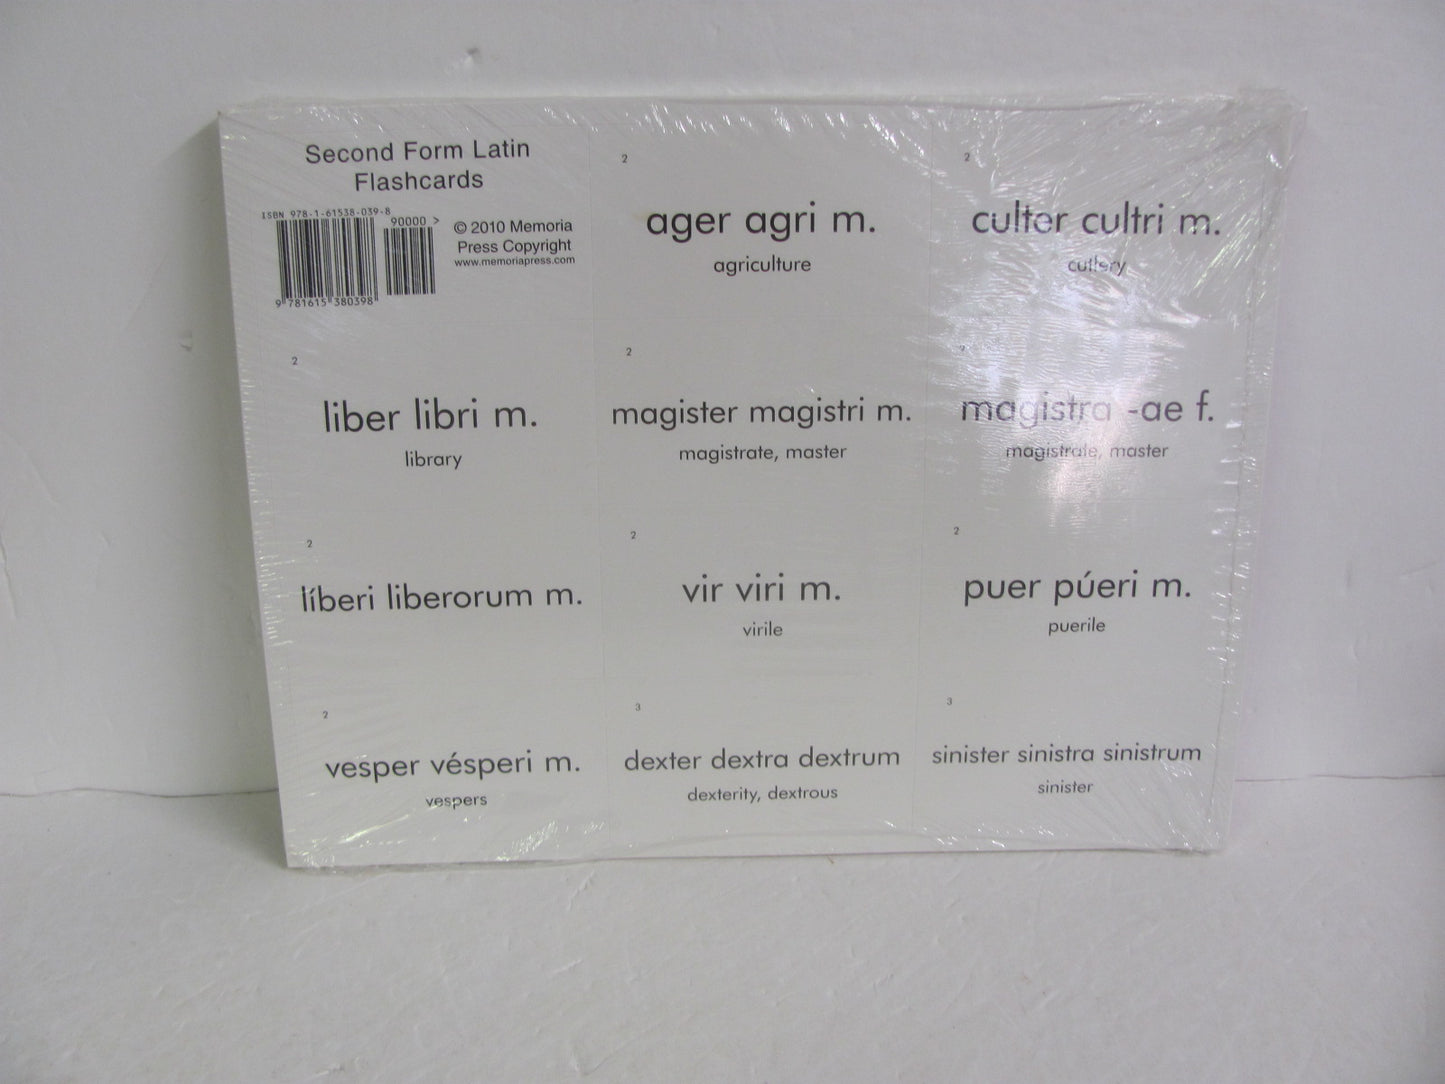 Second Form Latin
Flashcards
ISBN 978-1-61538-039-8
90000 >
9 781615 380398
© 2010 Memoria
Press Copyright
www.memoriapress.com
2
ager agri m.
agriculture
2
culter cultri m.
cutlery
2
liber libri m.
library
2
magister magistri m.
magistrate, master
2
magistra -ae f.
magistrate, master
2
líberi liberorum m.
2
vir viri m.
virile
2
puer púeri m.
puerile
2
vesper vésperi m.
vespers
3
dexter dextra dextrum
dexterity, dextrous
3
sinister sinistra sinistrum
sinister